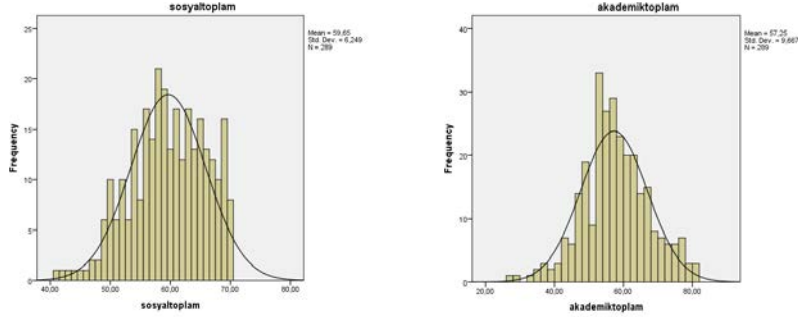 sosyaltoplam
Mean = 59,65
Std. Dev. = 6,249
N = 289
25
20
15
10
5
0
Frequency
40,00 50,00 60,00 70,00 80,00
sosyaltoplam
akademiktoplam
Mean = 57,25
Std. Dev. = 9,667
N = 289
40
30
20
10
0
Frequency
20,00 40,00 60,00 80,00
akademiktoplam